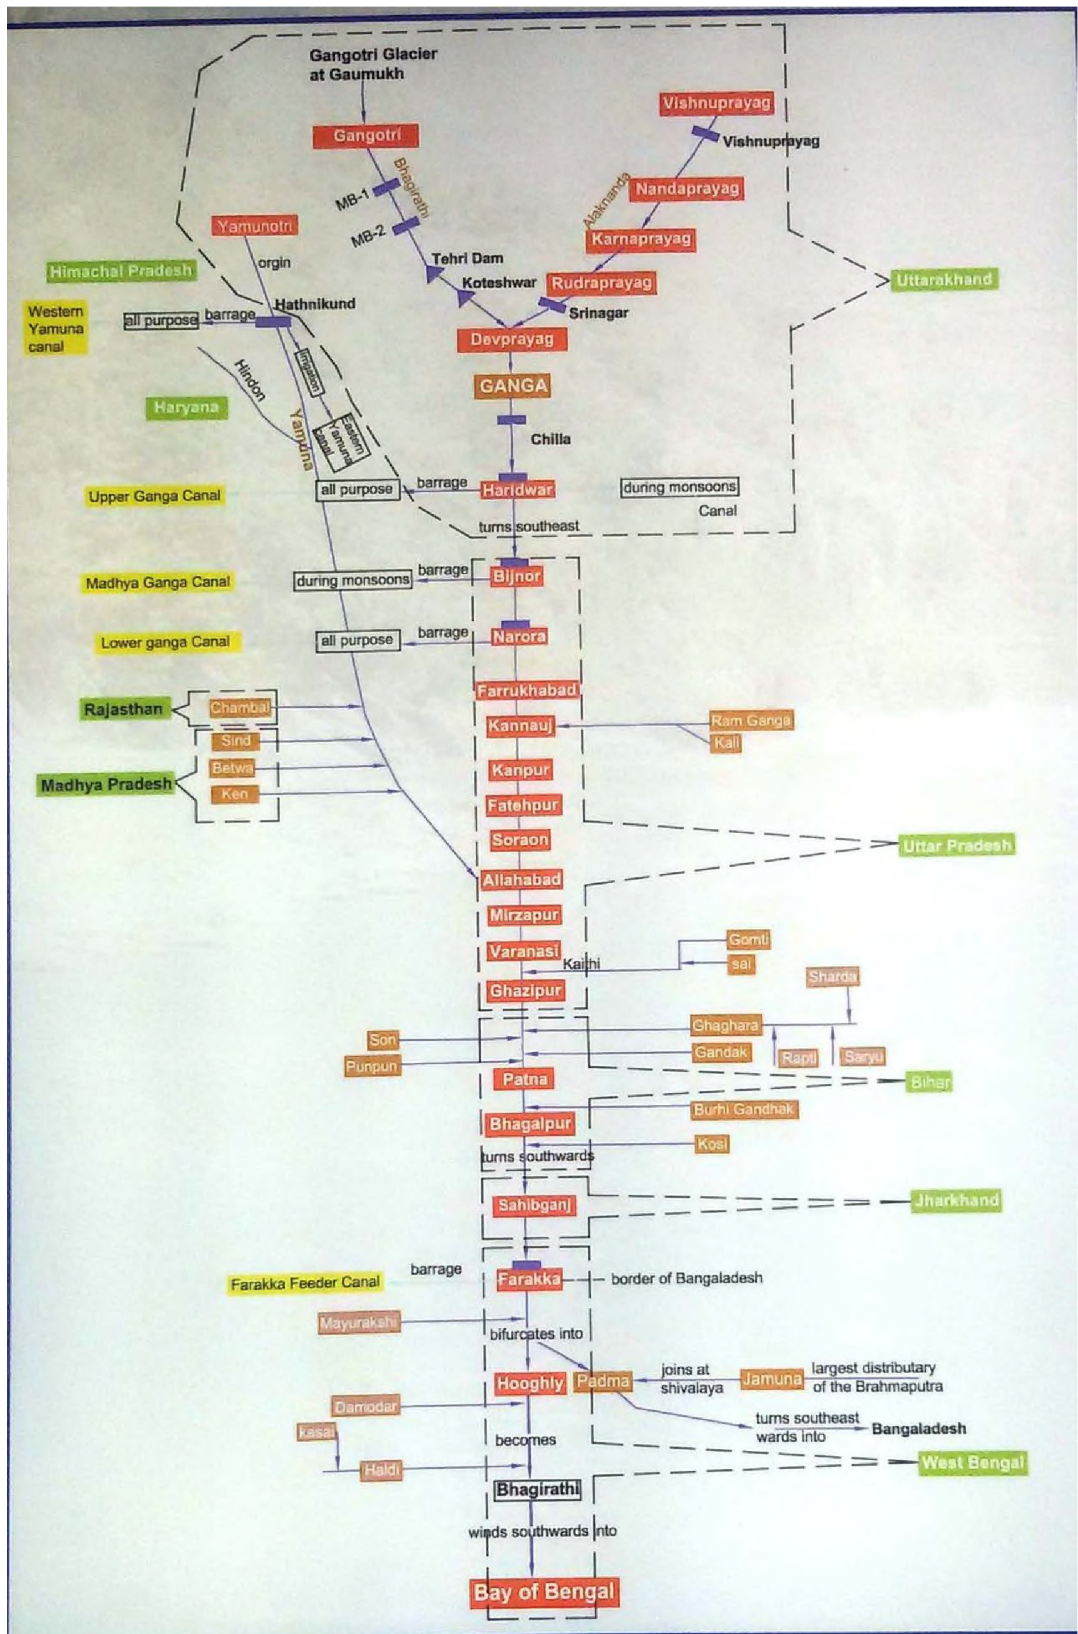 Gangotri Glacier
at Gaumukh
Vishnuprayag
Gangotri
Vishnuprayag
Bhagirathi
MB-1
Nandaprayag
Alaknanda
MB-2
Yamunotri
Karnaprayag
orgin
Tehri Dam
Himachal Pradesh
Koteshwar
Rudraprayag
Uttarakhand
Hathnikund
Srinagar
Western
Yamuna
canal
all purpose
barrage
Devprayag
Irrigation
Hindon
GANGA
Haryana
Yamuna
Eastern
Yamuna
canal
Chilla
Upper Ganga Canal
all purpose
barrage
Haridwar
during monsoons
Canal
turns southeast
Madhya Ganga Canal
during monsoons
barrage
Bijnor
Lower ganga Canal
all purpose
barrage
Narora
Farrukhabad
Rajasthan
Chambal
Kannauj
Ram Ganga
Sind
Kali
Betwa
Kanpur
Madhya Pradesh
Ken
Fatehpur
Soraon
Uttar Pradesh
Allahabad
Mirzapur
Varanasi
Gomti
Kaithi
sai
Sharda
Ghazipur
Ghaghara
Son
Gandak
Rapti
Saryu
Punpun
Patna
Bihar
Burhi Gandhak
Bhagalpur
Kosi
turns southwards
Sahibganj
Jharkhand
barrage
Farakka Feeder Canal
Farakka
border of Bangaladesh
Mayurakshi
bifurcates into
Hooghly
Padma
joins at
shivalaya
Jamuna
largest distributary
of the Brahmaputra
Damodar
turns southeast
wards into
Bangaladesh
kasai
becomes
Haldi
West Bengal
Bhagirathi
winds southwards into
Bay of Bengal